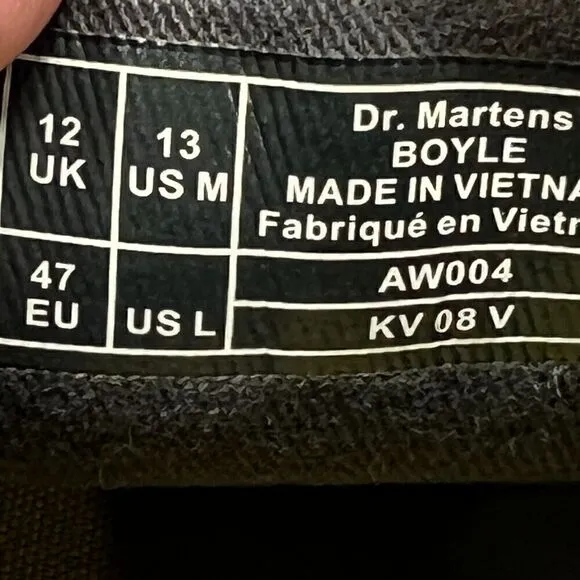 12
UK
13
US M
Dr. Martens
BOYLE
MADE IN VIETNA
Fabriqué en Vietn
47
EU
US L
AW004
KV 08 V